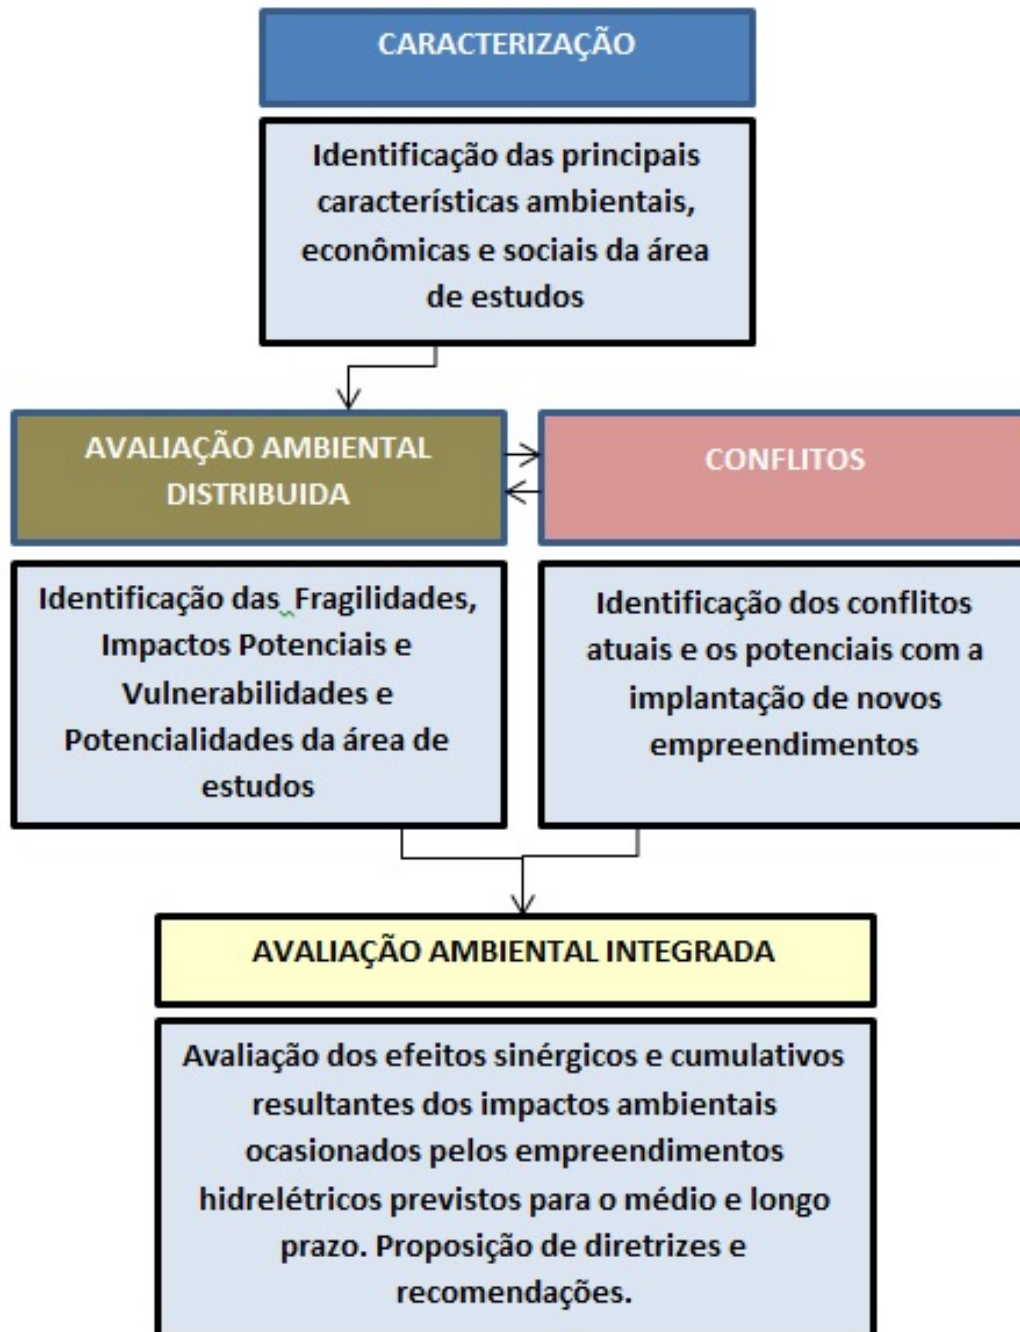 CARACTERIZAÇÃO
Identificação das principais
características ambientais,
econômicas e sociais da área
de estudos
AVALIAÇÃO AMBIENTAL
DISTRIBUIDA
CONFLITOS
Identificação das Fragilidades,
Impactos Potenciais e
Vulnerabilidades e
Potencialidades da área de
estudos
Identificação dos conflitos
atuais e os potenciais com a
implantação de novos
empreendimentos
AVALIAÇÃO AMBIENTAL INTEGRADA
Avaliação dos efeitos sinérgicos e cumulativos
resultantes dos impactos ambientais
ocasionados pelos empreendimentos
hidrelétricos previstos para o médio e longo
prazo. Proposição de diretrizes e
recomendações.